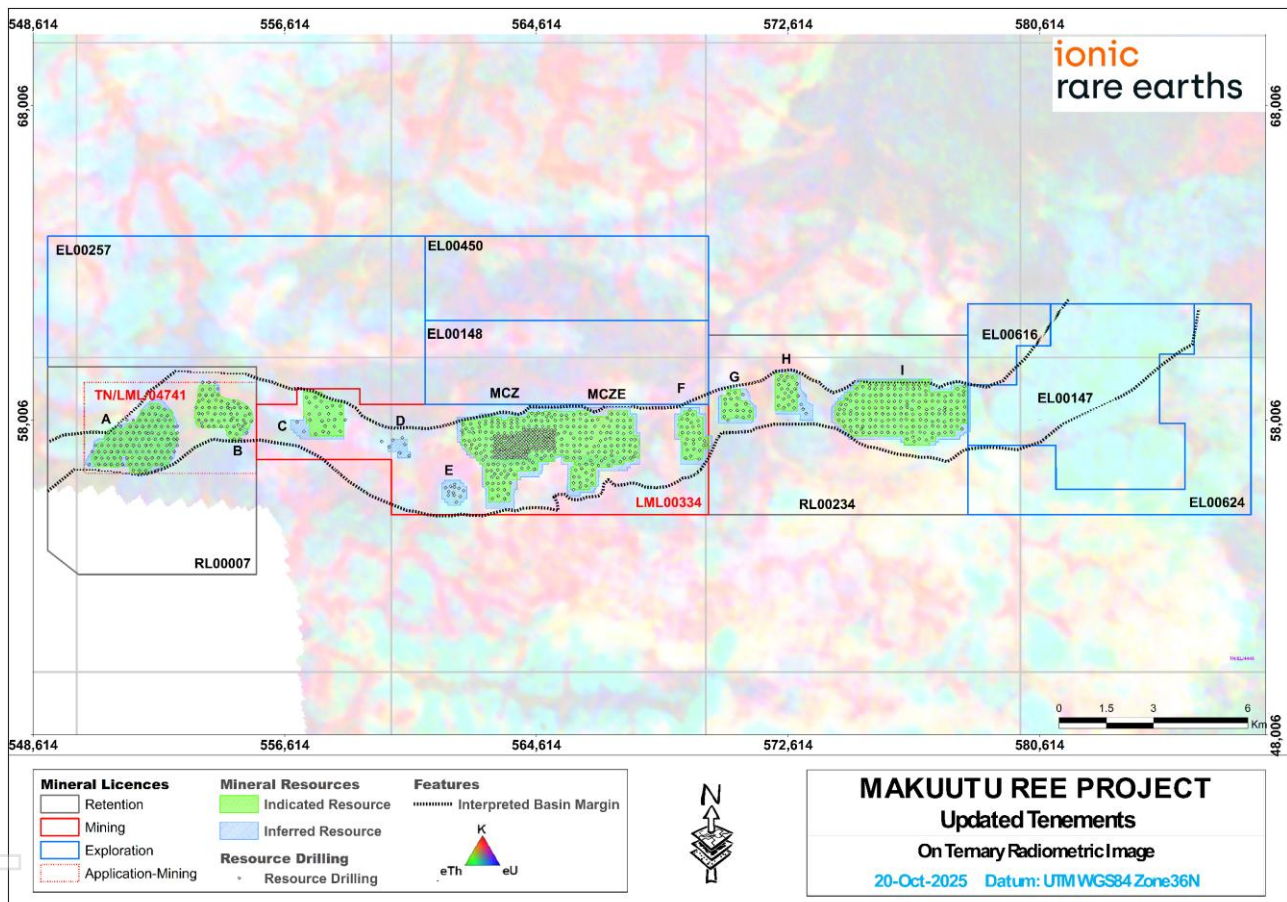 548,614 556,614 564,614 572,614 580,614
ionic
rare earths
68,006 68,006
EL00257 EL00450
EL00148 EL00616
TN/LML/04741
A B C D E MCZ MCZE F G H I
EL00147
58,006 58,006
LML00334 RL00234 EL00624
RL00007
0 1.5 3 6
Km
48,006
548,614 556,614 564,614 572,614 580,614
Mineral Licences
Retention
Mining
Exploration
Application-Mining
Mineral Resources
Indicated Resource
Inferred Resource
Resource Drilling
Resource Drilling
Features
Interpreted Basin Margin
K
eTh eU
N
MAKUUTU REE PROJECT
Updated Tenements
On Ternary Radiometric Image
20-Oct-2025 Datum: UTM WGS84 Zone36N